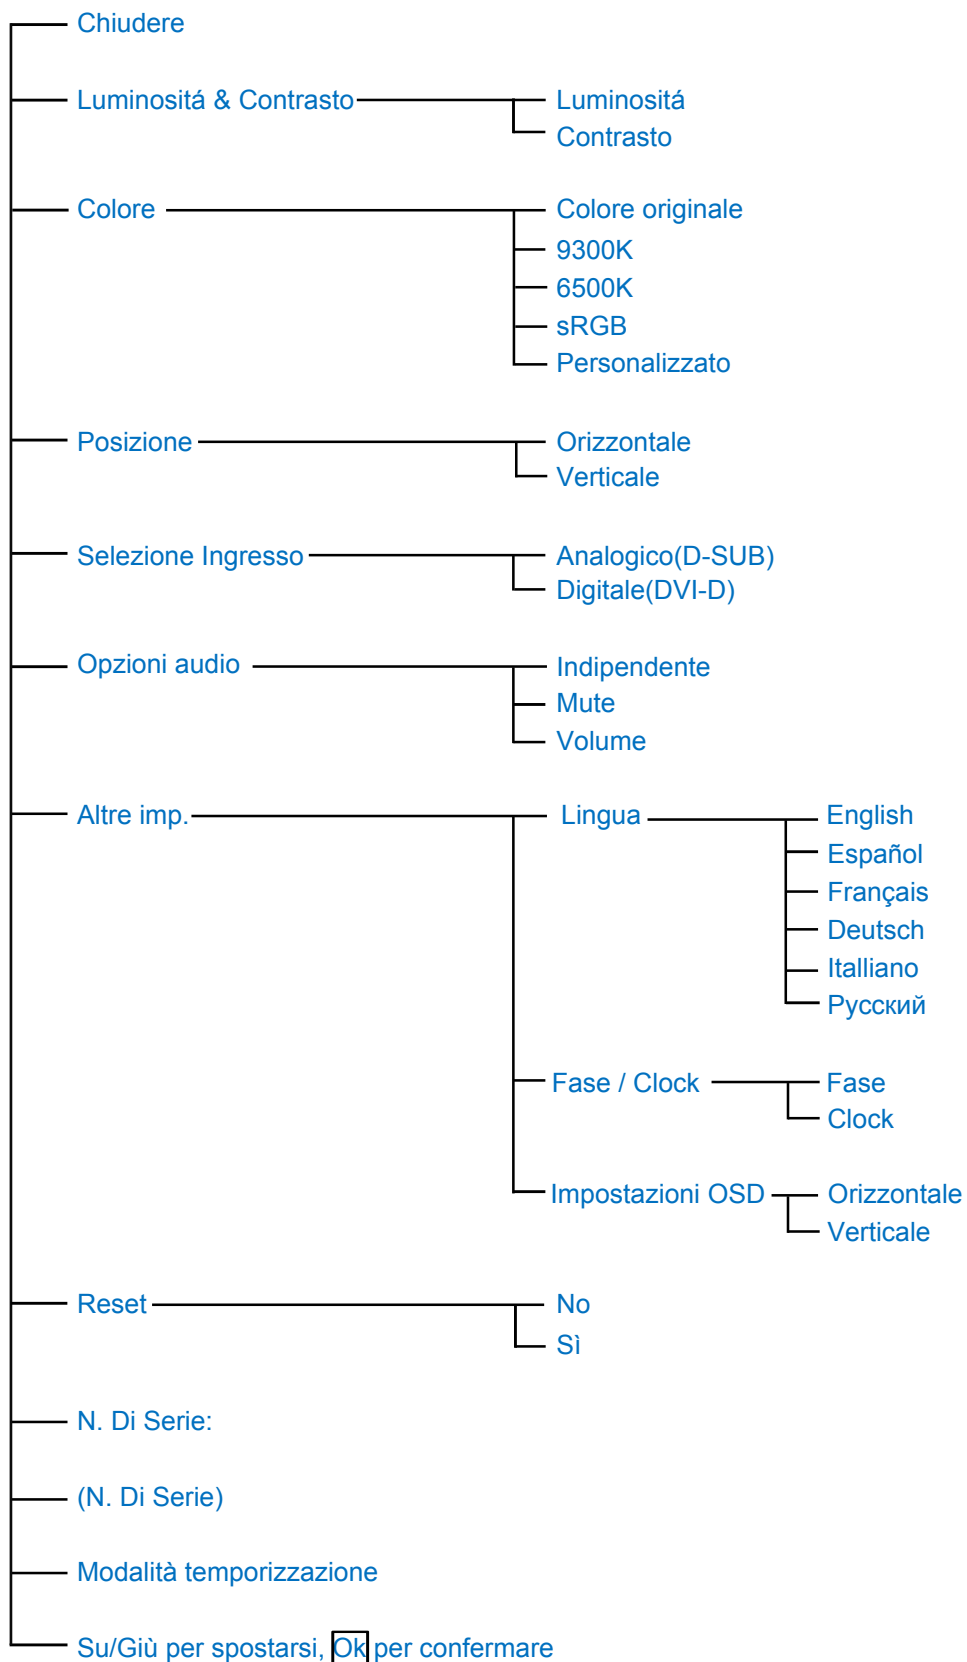 Chiudere
Luminositá & Contrasto
Luminositá
Contrasto
Colore
Colore originale
9300K
6500K
sRGB
Personalizzato
Posizione
Orizzontale
Verticale
Selezione Ingresso
Analogico(D-SUB)
Digitale(DVI-D)
Opzioni audio
Indipendente
Mute
Volume
Altre imp.
Lingua
English
Español
Français
Deutsch
Italliano
Русский
Fase / Clock
Fase
Clock
Impostazioni OSD
Orizzontale
Verticale
Reset
No
Sì
N. Di Serie:
(N. Di Serie)
Modalità temporizzazione
Su/Giù per spostarsi, Ok per confermare